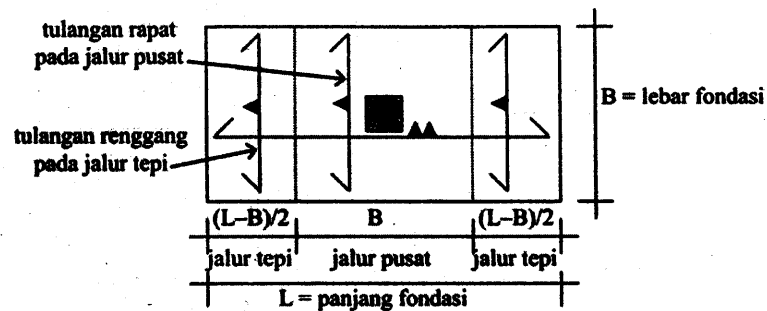 tulangan rapat
pada jalur pusat
tulangan renggang
pada jalur tepi
B = lebar fondasi
(L–B)/2
B
(L–B)/2
jalur tepi
jalur pusat
jalur tepi
L = panjang fondasi